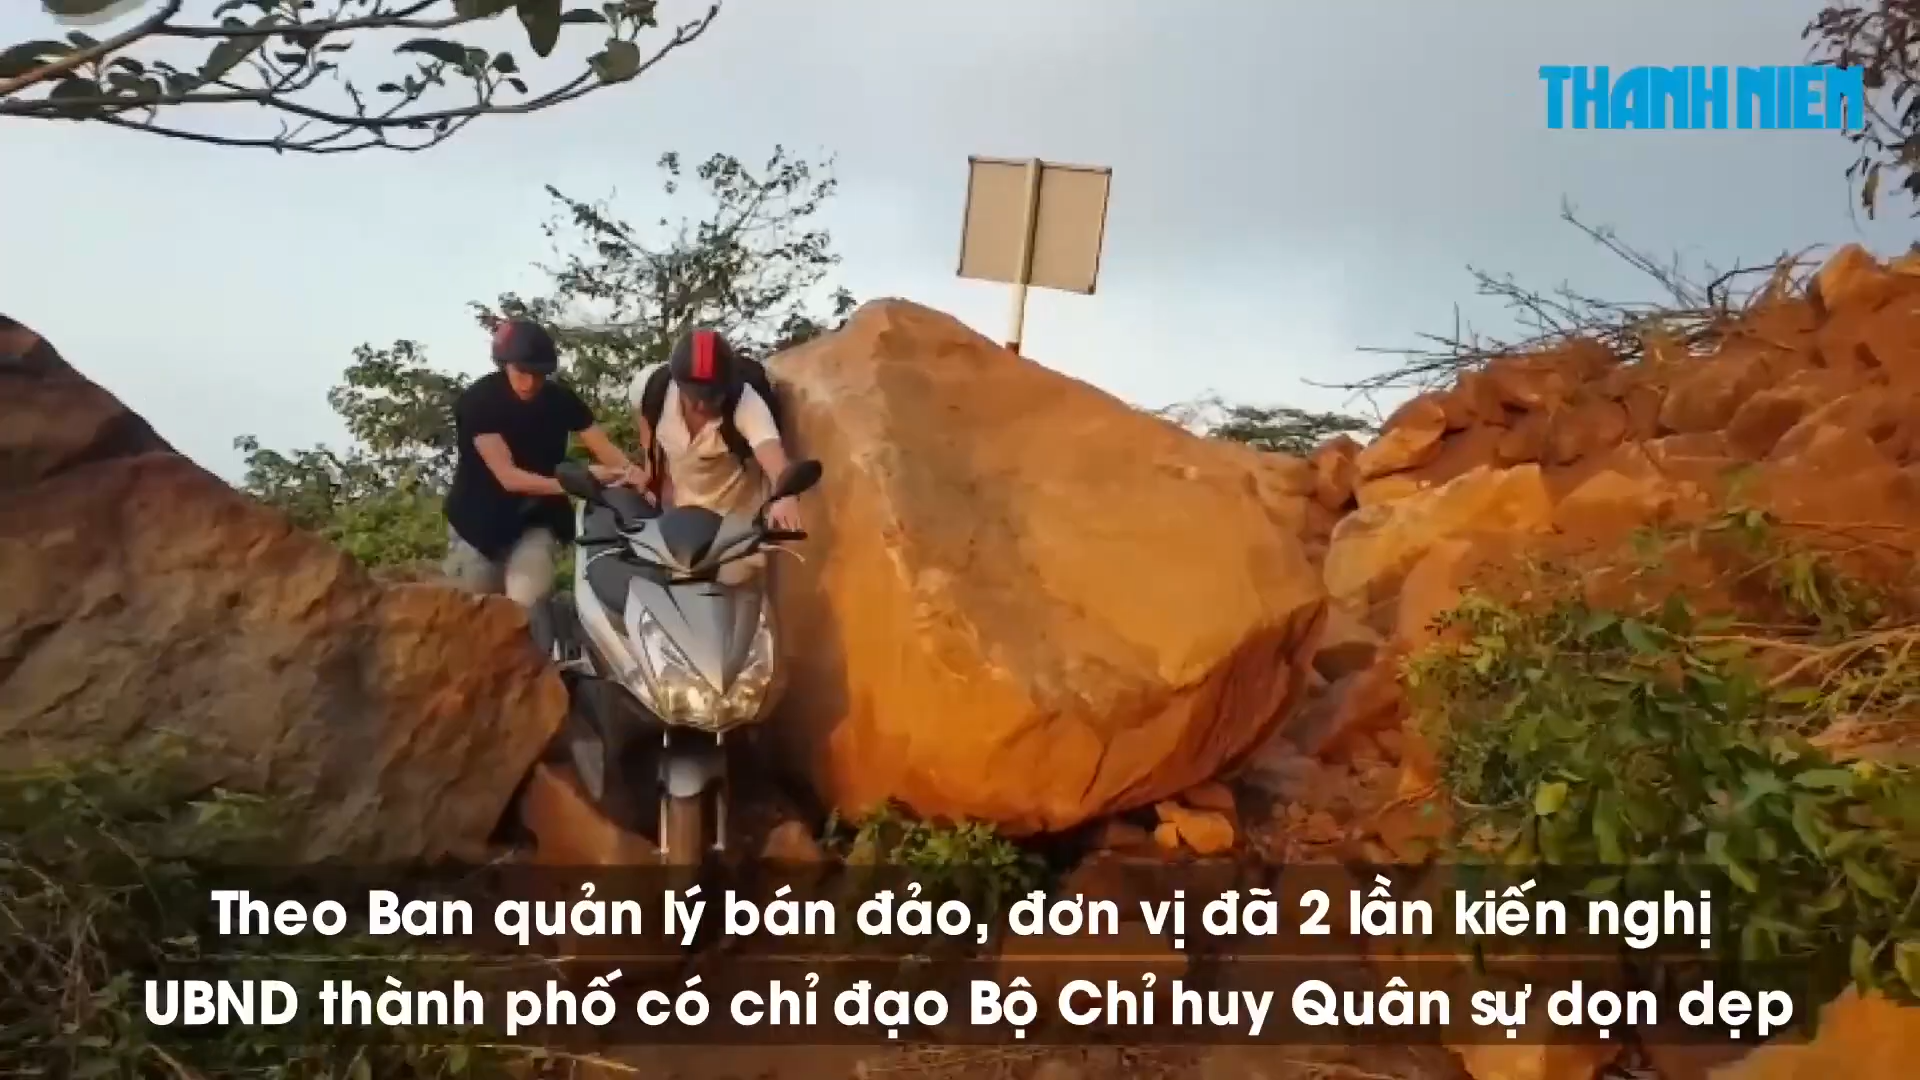 THANH NIEN
Theo Ban quản lý bán đảo, đơn vị đã 2 lần kiến nghị
UBND thành phố có chỉ đạo Bộ Chỉ huy Quân sự dọn dẹp